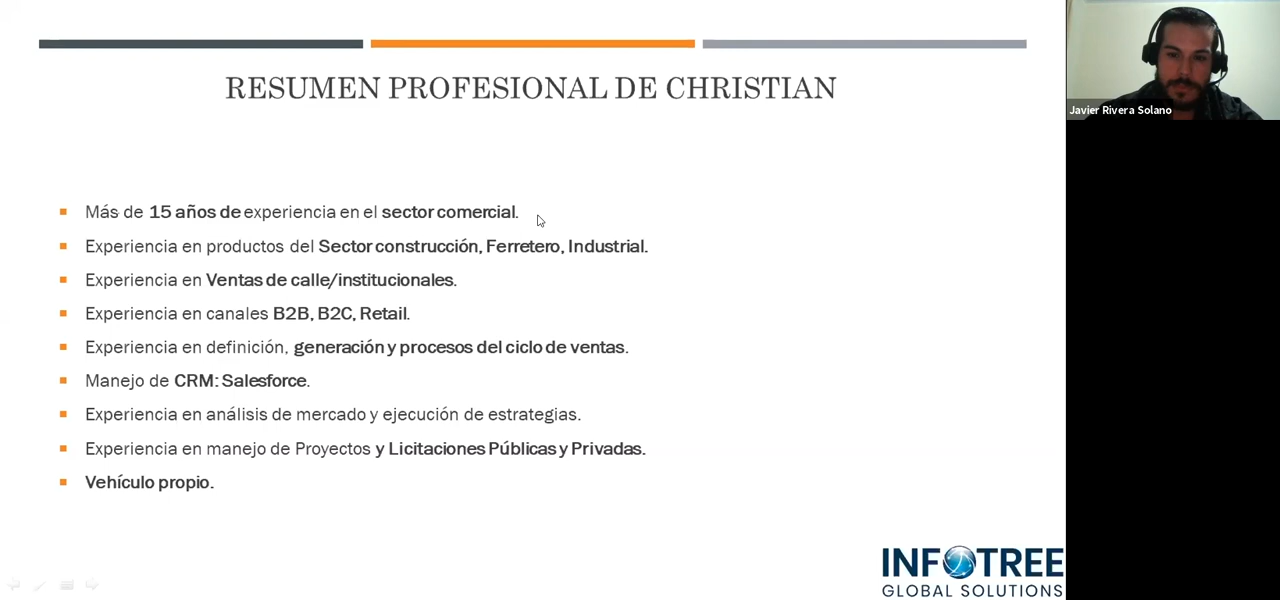 RESUMEN PROFESIONAL DE CHRISTIAN
Más de 15 años de experiencia en el sector comercial.
Experiencia en productos del Sector construcción, Ferretero, Industrial.
Experiencia en Ventas de calle/institucionales.
Experiencia en canales B2B, B2C, Retail.
Experiencia en definición, generación y procesos del ciclo de ventas.
Manejo de CRM: Salesforce.
Experiencia en análisis de mercado y ejecución de estrategias.
Experiencia en manejo de Proyectos y Licitaciones Públicas y Privadas.
Vehículo propio.
INFOTREE
GLOBAL SOLUTIONS
Javier Rivera Solano